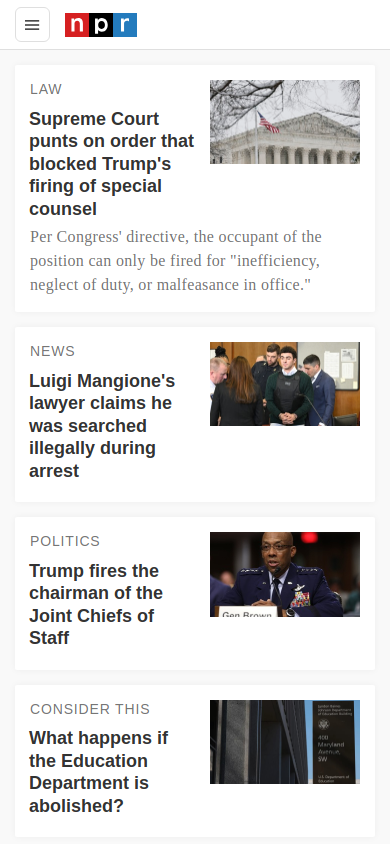 npr
LAW
Supreme Court
punts on order that
blocked Trump's
firing of special
counsel
Per Congress' directive, the occupant of the
position can only be fired for "inefficiency,
neglect of duty, or malfeasance in office."
NEWS
Luigi Mangione's
lawyer claims he
was searched
illegally during
arrest
POLITICS
Trump fires the
chairman of the
Joint Chiefs of
Staff
Gen Brown
CONSIDER THIS
What happens if
the Education
Department is
abolished?
400
Maryland
Avenue,
SW